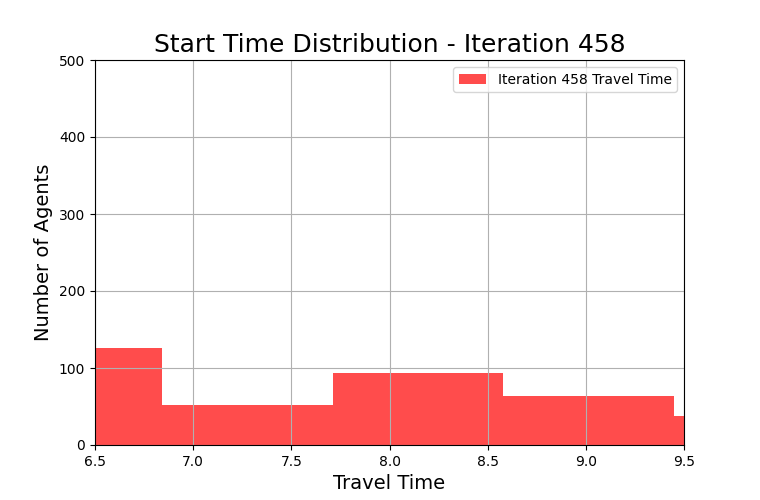 Start Time Distribution - Iteration 458
500
Iteration 458 Travel Time
400
300
200
100
0
Number of Agents
6.5 7.0 7.5 8.0 8.5 9.0 9.5
Travel Time